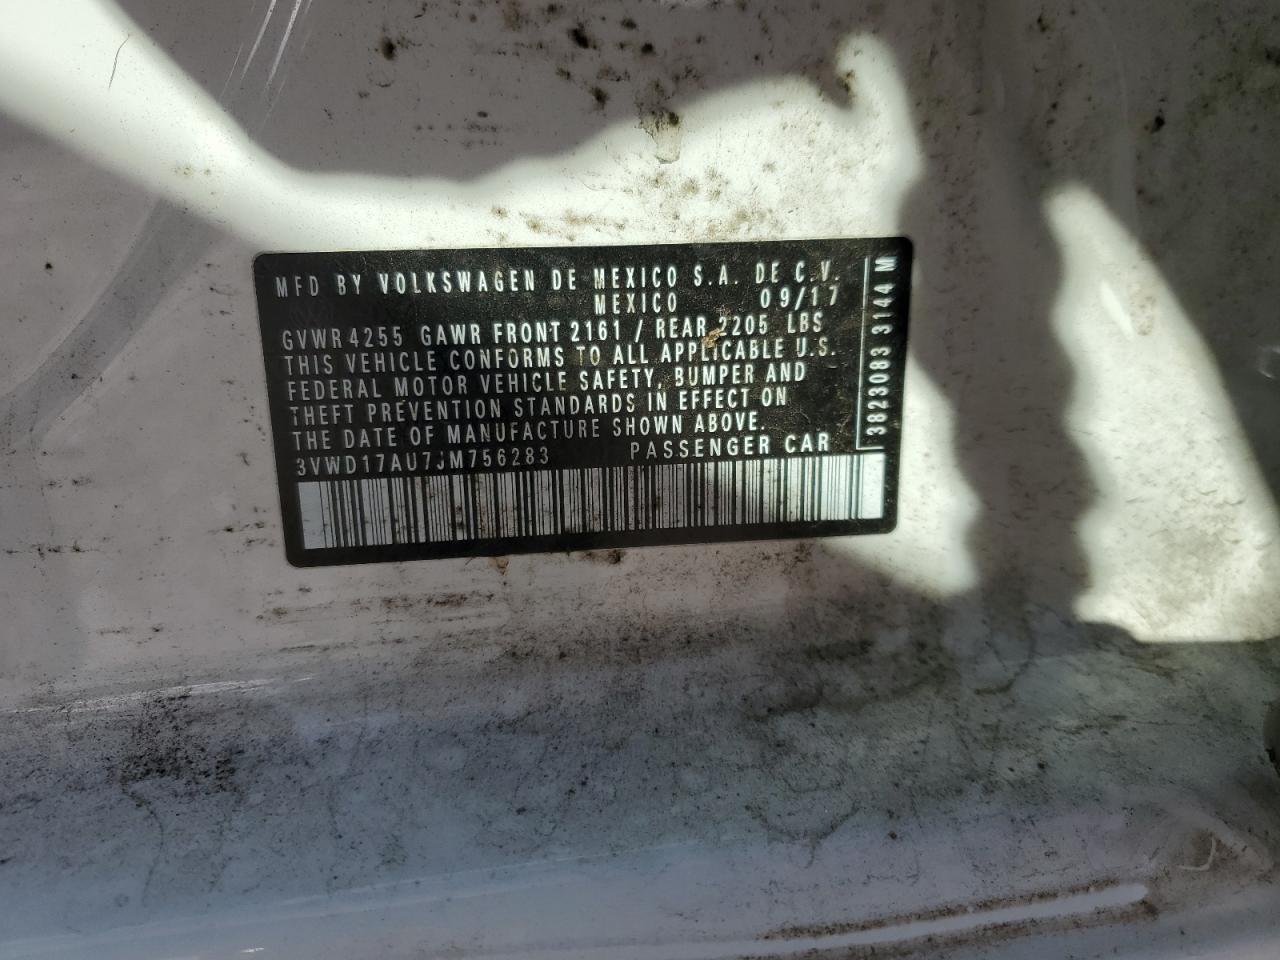 MFD BY VOLKSWAGEN DE MEXICO S.A. DE C.V.
MEXICO 09/17
GVWR 4255 GAWR FRONT 2161 / REAR 2205 LBS
THIS VEHICLE CONFORMS TO ALL APPLICABLE U.S.
FEDERAL MOTOR VEHICLE SAFETY, BUMPER AND
THEFT PREVENTION STANDARDS IN EFFECT ON
THE DATE OF MANUFACTURE SHOWN ABOVE.
3VWD17AU7JM756283 PASSENGER CAR
3823083 3144 M